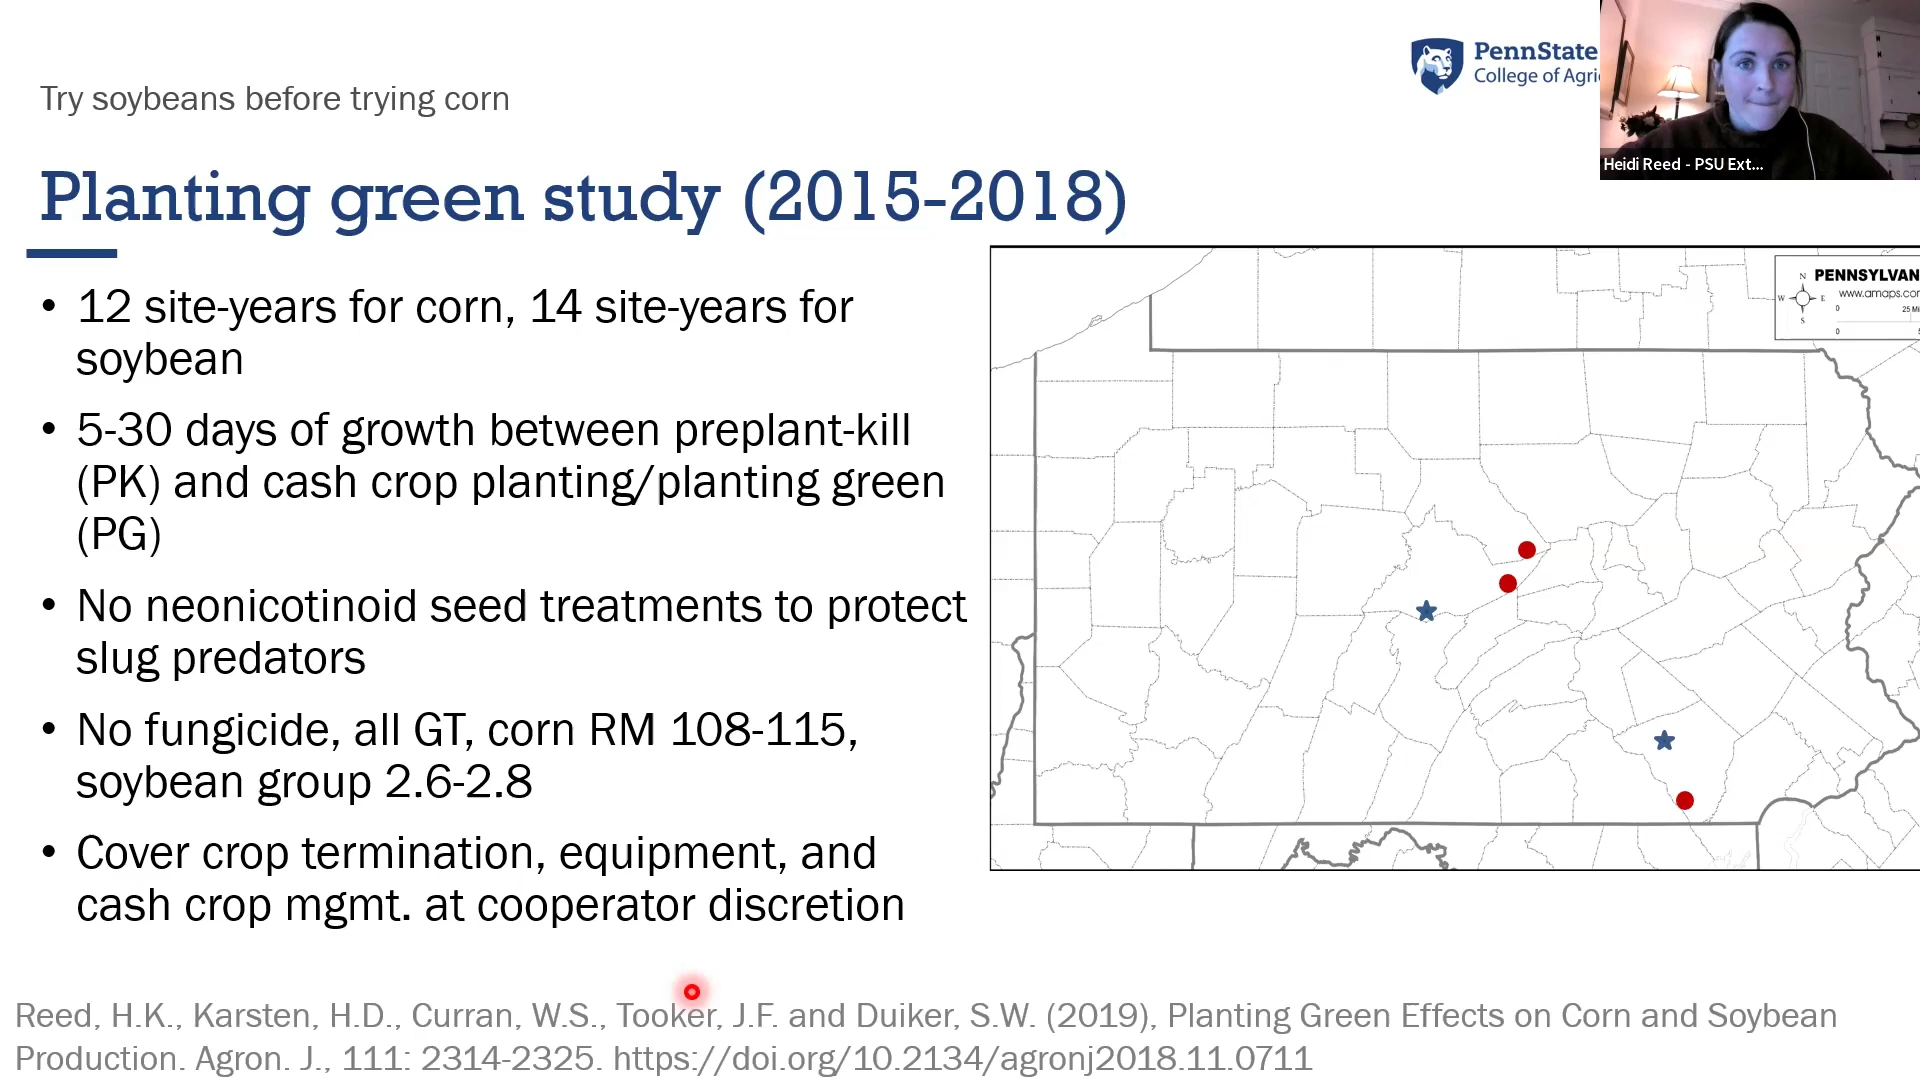 Try soybeans before trying corn
PennState
College of Agri
Heidi Reed - PSU Ext...
Planting green study (2015-2018)
• 12 site-years for corn, 14 site-years for
soybean
• 5-30 days of growth between preplant-kill
(PK) and cash crop planting/planting green
(PG)
• No neonicotinoid seed treatments to protect
slug predators
• No fungicide, all GT, corn RM 108-115,
soybean group 2.6-2.8
• Cover crop termination, equipment, and
cash crop mgmt. at cooperator discretion
N
W E
S
PENNSYLVAN
www.amaps.co
0 25 Mi
0
Reed, H.K., Karsten, H.D., Curran, W.S., Tooker, J.F. and Duiker, S.W. (2019), Planting Green Effects on Corn and Soybean
Production. Agron. J., 111: 2314-2325. https://doi.org/10.2134/agronj2018.11.0711